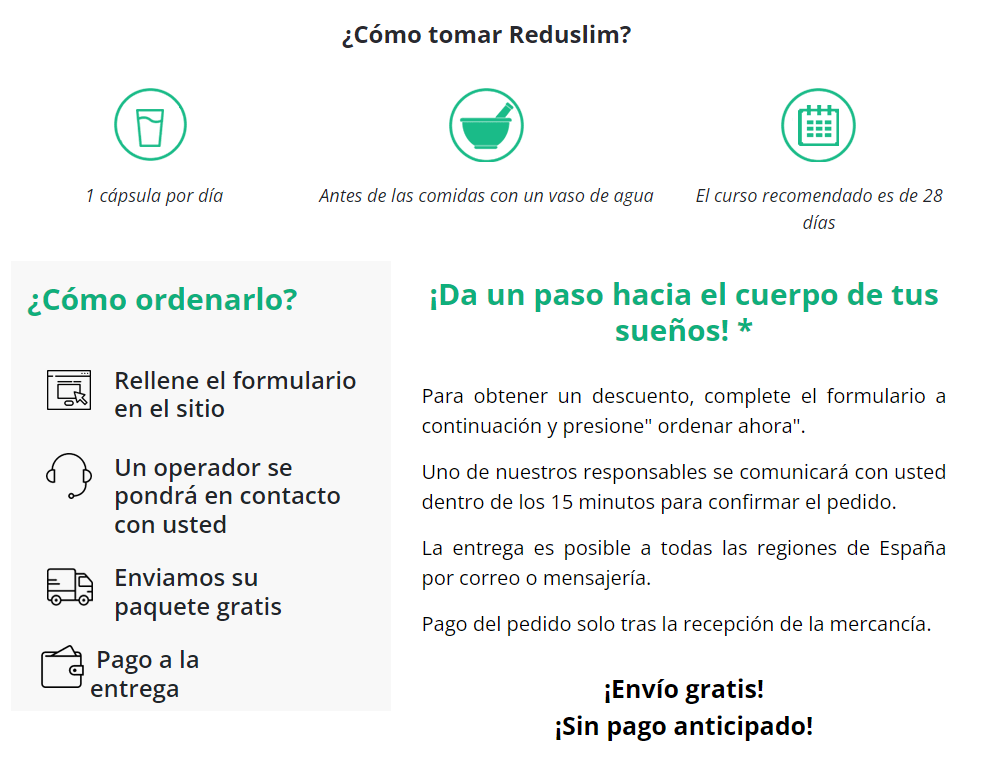 ¿Cómo tomar Reduslim?
1 cápsula por día
Antes de las comidas con un vaso de agua
El curso recomendado es de 28
días
¿Cómo ordenarlo?
Rellene el formulario
en el sitio
Un operador se
pondrá en contacto
con usted
Enviamos su
paquete gratis
Pago a la
entrega
¡Da un paso hacia el cuerpo de tus
sueños! *
Para obtener un descuento, complete el formulario a
continuación y presione" ordenar ahora".
Uno de nuestros responsables se comunicará con usted
dentro de los 15 minutos para confirmar el pedido.
La entrega es posible a todas las regiones de España
por correo o mensajería.
Pago del pedido solo tras la recepción de la mercancía.
¡Envío gratis!
¡Sin pago anticipado!